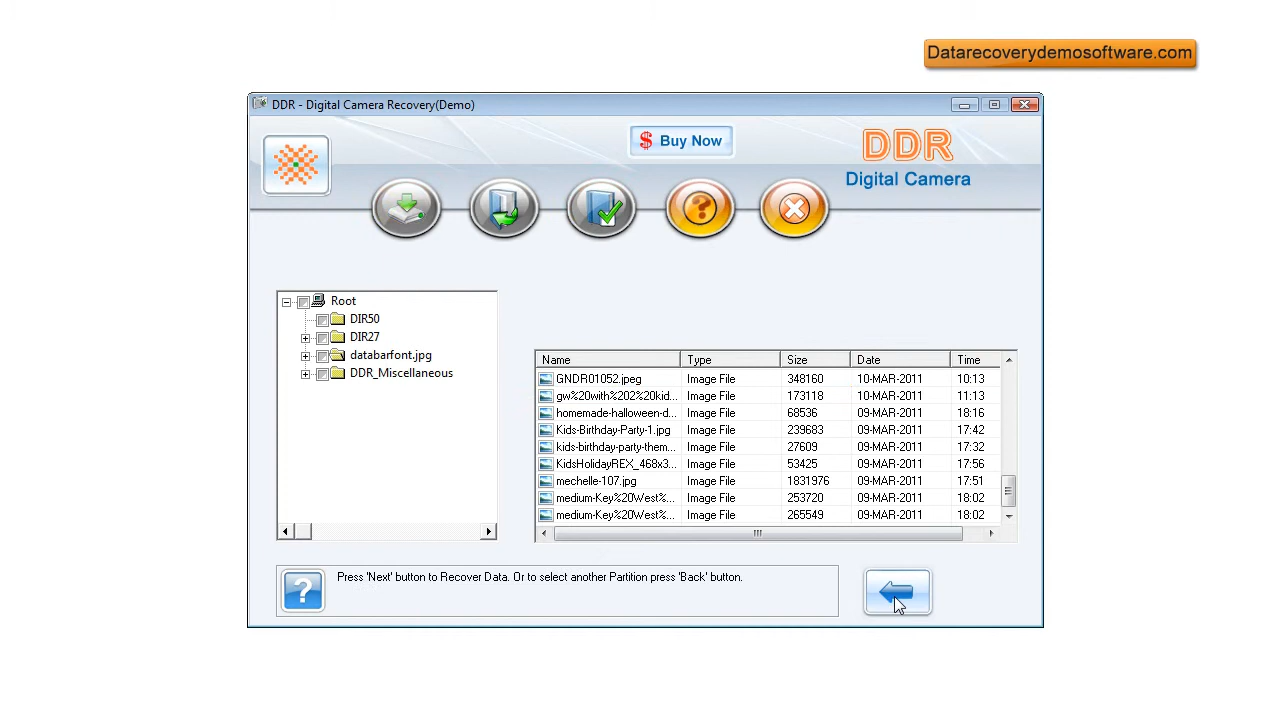 Datarecoverydemosoftware.com
DDR - Digital Camera Recovery(Demo)
$ Buy Now
DDR
Digital Camera
Root
DIR50
DIR27
databarfont.jpg
DDR_Miscellaneous
Name Type Size Date Time
GNDR01052.jpeg Image File 348160 10-MAR-2011 10:13
gw%20with%202%20kid... Image File 173118 10-MAR-2011 11:13
homemade-halloween-d... Image File 68536 09-MAR-2011 18:16
Kids-Birthday-Party-1.jpg Image File 239683 09-MAR-2011 17:42
kids-birthday-party-them... Image File 27609 09-MAR-2011 17:32
KidsHolidayREX_468x3... Image File 53425 09-MAR-2011 17:56
mechelle-107.jpg Image File 1831976 09-MAR-2011 17:51
medium-Key%20West%... Image File 253720 09-MAR-2011 18:02
medium-Key%20West%... Image File 265549 09-MAR-2011 18:02
? Press 'Next' button to Recover Data. Or to select another Partition press 'Back' button.